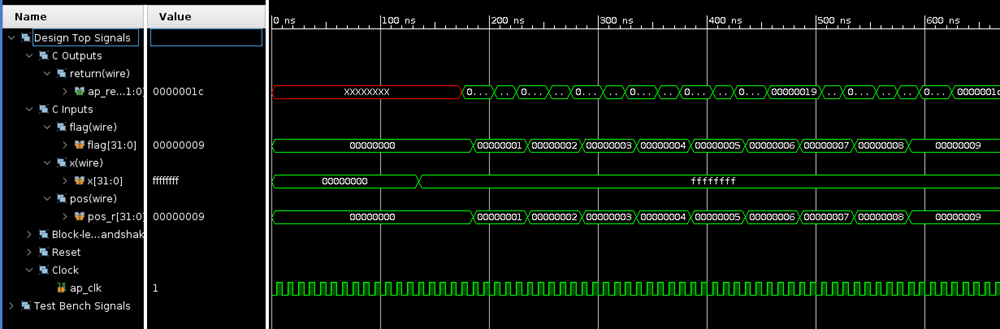 Name Value 0 ns 100 ns 200 ns 300 ns 400 ns 500 ns 600 ns
Design Top Signals
C Outputs
return(wire)
ap_re...1:0] 0000001c XXXXXXXX 0... .. 0... .. 0... .. 0... .. 0... .. 0... 00000019 .. 0... .. .. 0... 0000001c
C Inputs
flag(wire)
flag[31:0] 00000009 00000000 00000001 00000002 00000003 00000004 00000005 00000006 00000007 00000008 00000009
x(wire)
x[31:0] ffffffff 00000000 ffffffff
pos(wire)
pos_r[31:0] 00000009 00000000 00000001 00000002 00000003 00000004 00000005 00000006 00000007 00000008 00000009
Block-le...andshak
Reset
Clock
ap_clk 1
Test Bench Signals